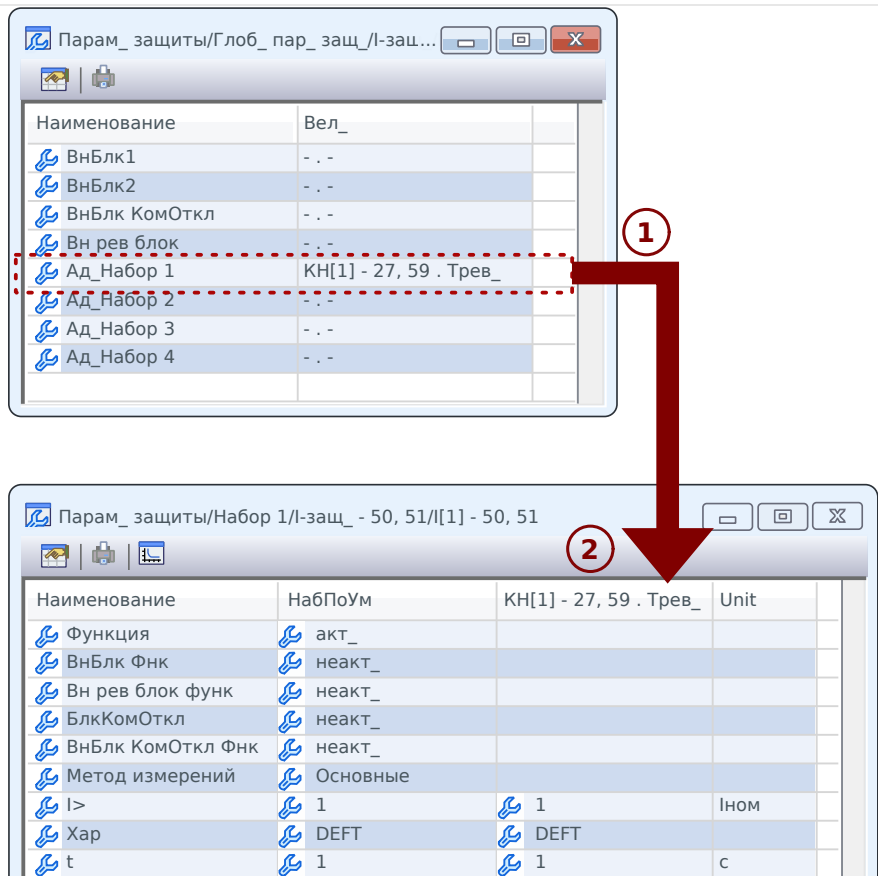 Парам_ защиты/Глоб_ пар_ защ_/I-защ...
Наименование Вел_
ВнБлк1 - . -
ВнБлк2 - . -
ВнБлк КомОткл - . -
Вн рев блок - . -
Ад_Набор 1 КН[1] - 27, 59 . Трев_
Ад_Набор 2 - . -
Ад_Набор 3 - . -
Ад_Набор 4 - . -
1
Парам_ защиты/Набор 1/I-защ_ - 50, 51/I[1] - 50, 51
2
Наименование НабПоУм КН[1] - 27, 59 . Трев_ Unit
Функция акт_
ВнБлк Фнк неакт_
Вн рев блок функ неакт_
БлкКомОткл неакт_
ВнБлк КомОткл Фнк неакт_
Метод измерений Основные
I> 1 1 Iном
Хар DEFT DEFT
t 1 1 с